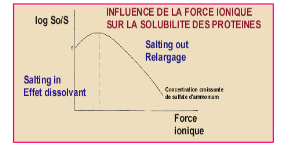 INFLUENCE DE LA FORCE IONIQUE
SUR LA SOLUBILITE DES PROTEINES
log So/S
Salting out
Relargage
Salting in
Effet dissolvant
Concentration croissante
de sulfate d'ammonium
Force
ionique